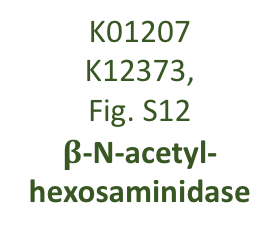 K01207
K12373,
Fig. S12
β-N-acetyl-
hexosaminidase